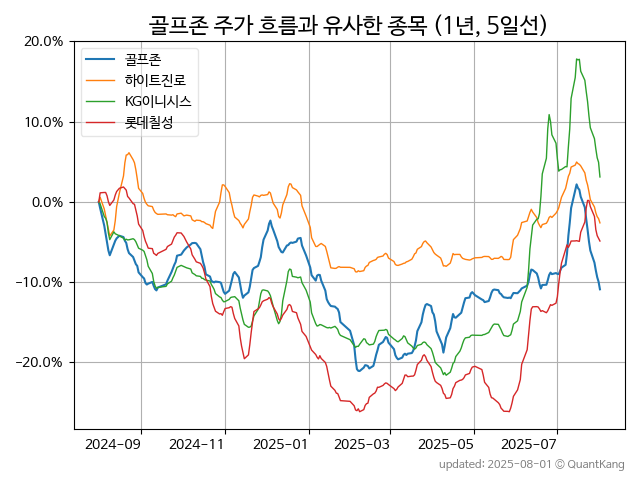 골프존 주가 흐름과 유사한 종목 (1년, 5일선)
20.0%
10.0%
0.0%
−10.0%
−20.0%
골프존
하이트진로
KG이니시스
롯데칠성
2024-09 2024-11 2025-01 2025-03 2025-05 2025-07
updated: 2025-08-01 © QuantKang